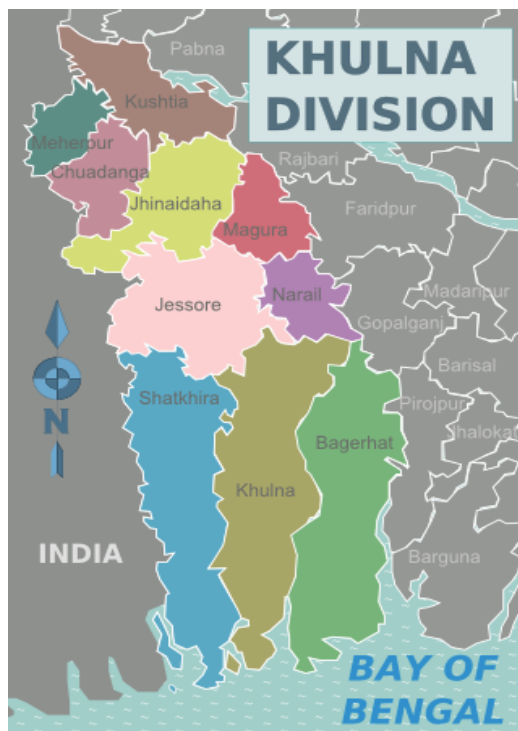 Pabna
KHULNA
DIVISION
Kushtia
Meherpur
Chuadanga
Rajbari
Jhinaidaha
Faridpur
Magura
Madaripur
Narail
Jessore
Gopalganj
Barisal
Shatkhira
Pirojpur
N
Jhalokat
Bagerhat
Khulna
INDIA
Barguna
BAY OF
BENGAL